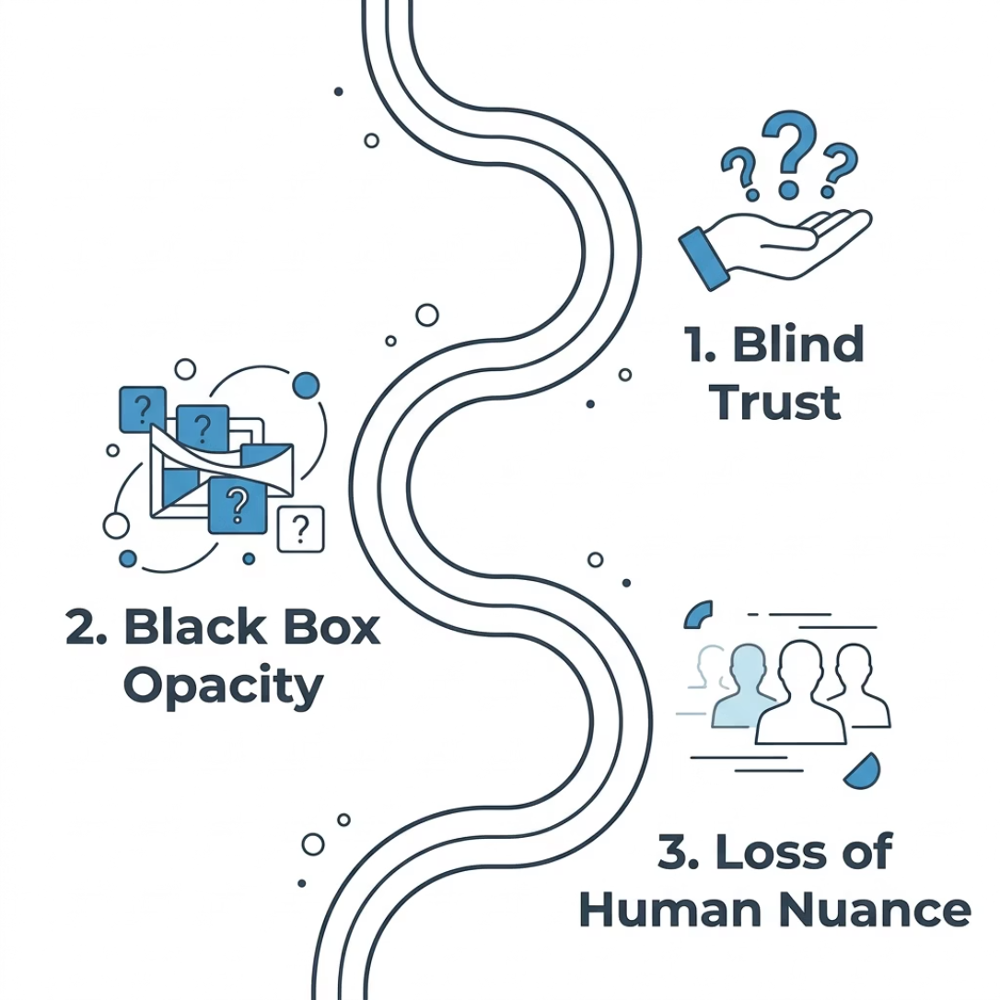 ? ? ?
1. Blind
Trust
?
?
?
?
2. Black Box
Opacity
3. Loss of
Human Nuance